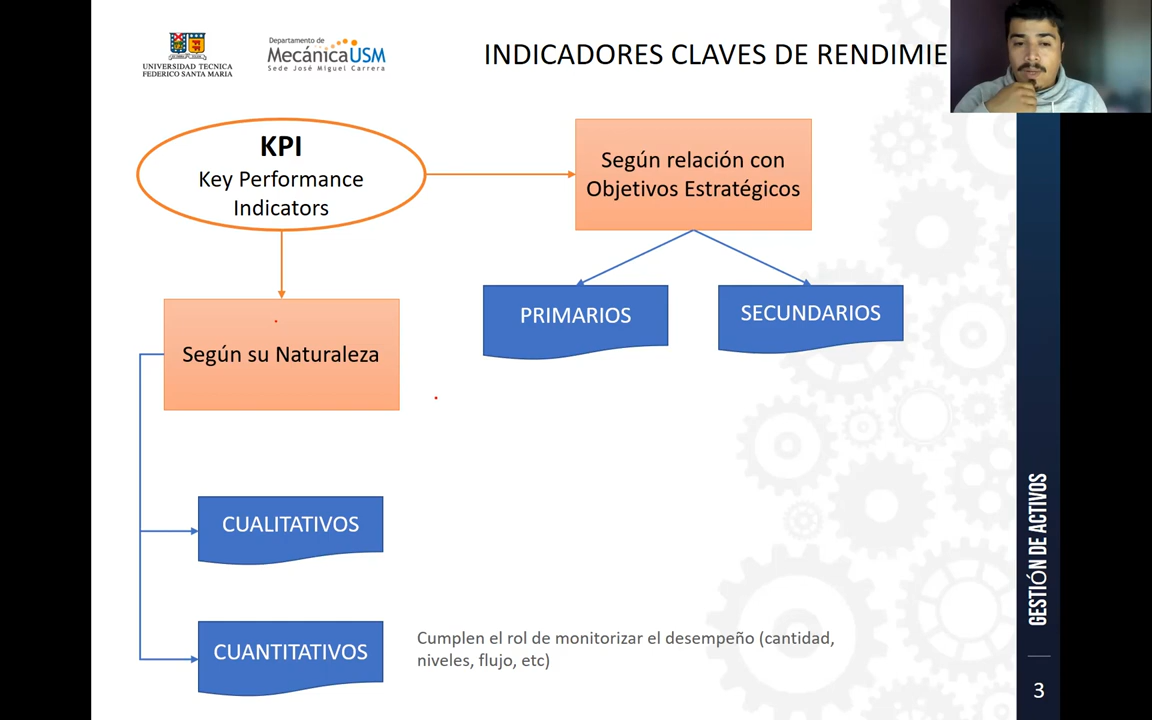 UNIVERSIDAD TECNICA
FEDERICO SANTA MARIA
Departamento de
MecánicaUSM
Sede José Miguel Carrera
INDICADORES CLAVES DE RENDIMIE
KPI
Key Performance
Indicators
Según relación con
Objetivos Estratégicos
PRIMARIOS
SECUNDARIOS
Según su Naturaleza
CUALITATIVOS
CUANTITATIVOS
Cumplen el rol de monitorizar el desempeño (cantidad,
niveles, flujo, etc)
GESTIÓN DE ACTIVOS
3